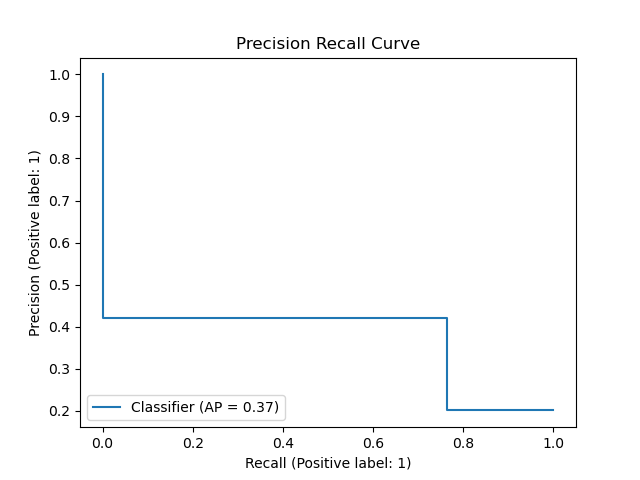 Precision Recall Curve
1.0
0.9
0.8
0.7
0.6
0.5
0.4
0.3
0.2
Precision (Positive label: 1)
Classifier (AP = 0.37)
0.0 0.2 0.4 0.6 0.8 1.0
Recall (Positive label: 1)